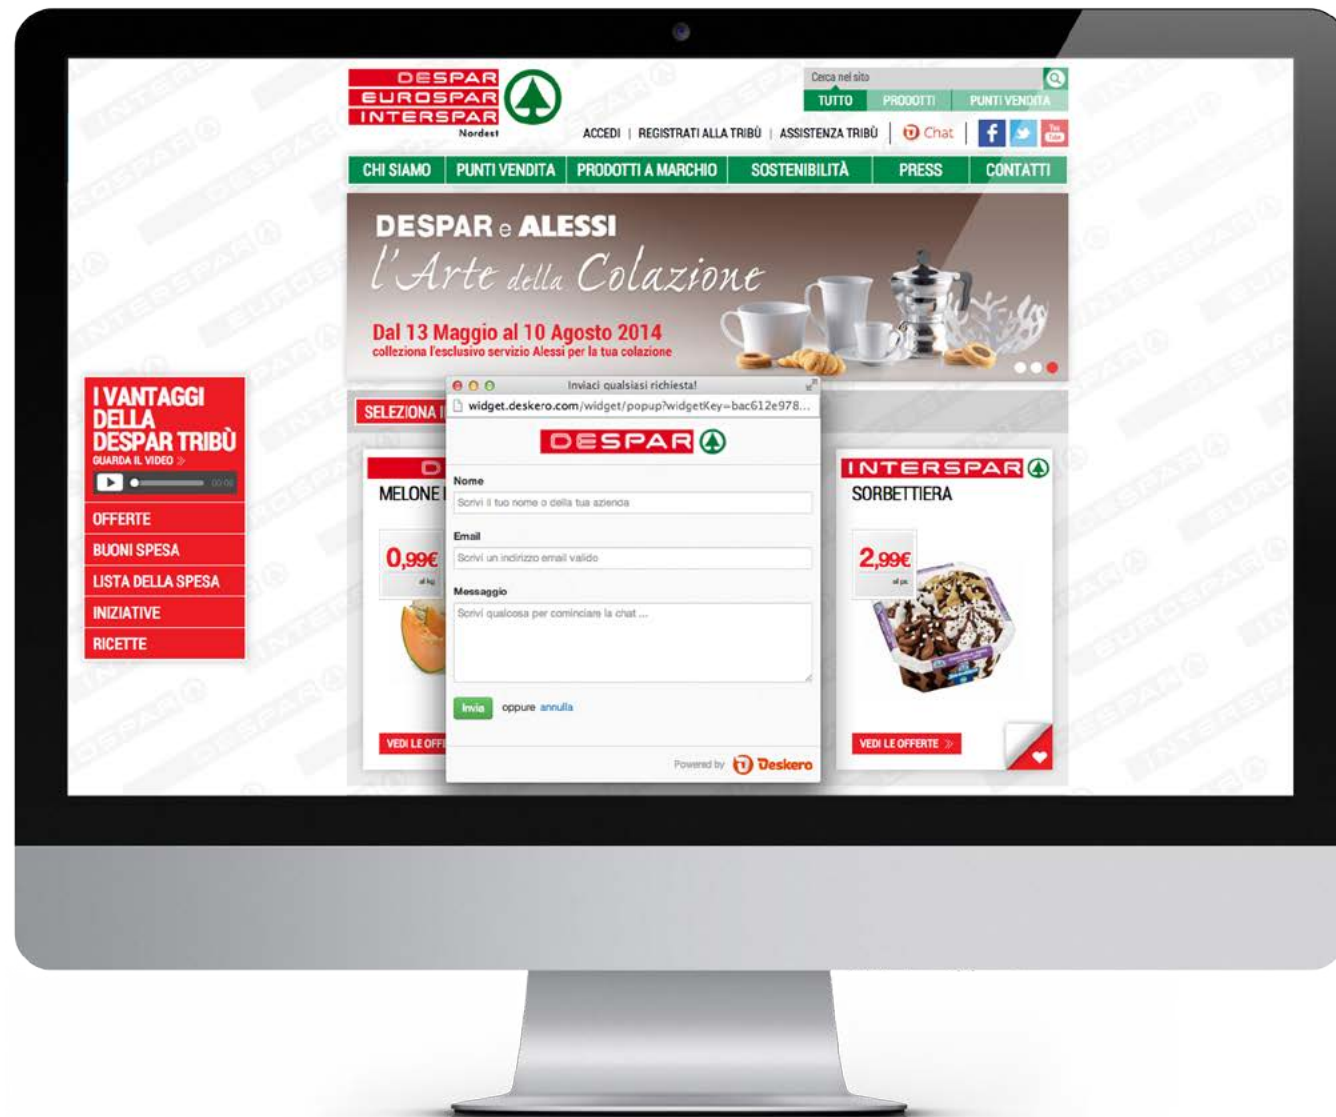 DESPAR
EUROSPAR
INTERSPAR
Nordest
Cerca nel sito
TUTTO PRODOTTI PUNTI VENDITA
ACCEDI | REGISTRATI ALLA TRIBÙ | ASSISTENZA TRIBÙ | Chat |
CHI SIAMO PUNTI VENDITA PRODOTTI A MARCHIO SOSTENIBILITÀ PRESS CONTATTI
DESPAR e ALESSI
l'Arte della Colazione
Dal 13 Maggio al 10 Agosto 2014
colleziona l'esclusivo servizio Alessi per la tua colazione
I VANTAGGI
DELLA
DESPAR TRIBÙ
GUARDA IL VIDEO »
OFFERTE
BUONI SPESA
LISTA DELLA SPESA
INIZIATIVE
RICETTE
SELEZIONA
MELONE
0,99€
al kg
VEDI LE
Inviaci qualsiasi richiesta!
widget.deskero.com/widget/popup?widgetKey=bac612e978...
DESPAR
Nome
Scrivi il tuo nome o della tua azienda
Email
Scrivi un indirizzo email valido
Messaggio
Scrivi qualcosa per cominciare la chat ...
Invia oppure annulla
Powered by Deskero
INTERSPAR
SORBETTIERA
2,99€
al pz.
VEDI LE OFFERTE »